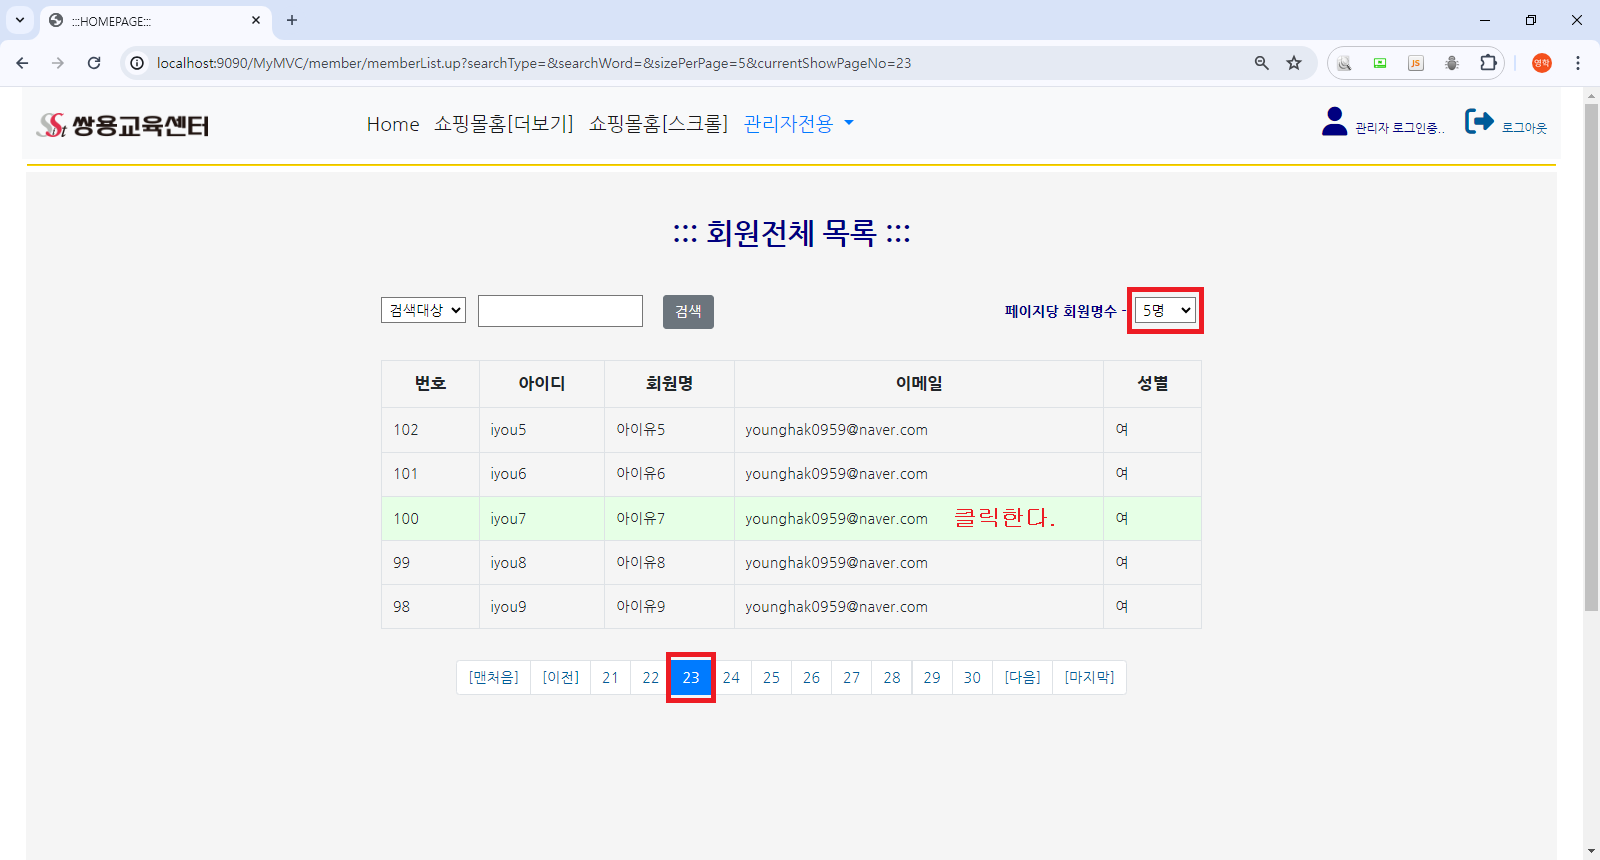 :::HOMEPAGE:::
localhost:9090/MyMVC/member/memberList.up?searchType=&searchWord=&sizePerPage=5&currentShowPageNo=23
JS
영학
SSbt 쌍용교육센터 Home 쇼핑몰홈[더보기] 쇼핑몰홈[스크롤] 관리자전용 관리자 로그인중.. 로그아웃
::: 회원전체 목록 :::
검색대상 검색 페이지당 회원명수 - 5명
번호 아이디 회원명 이메일 성별
102 iyou5 아이유5 younghak0959@naver.com 여
101 iyou6 아이유6 younghak0959@naver.com 여
100 iyou7 아이유7 younghak0959@naver.com 클릭한다. 여
99 iyou8 아이유8 younghak0959@naver.com 여
98 iyou9 아이유9 younghak0959@naver.com 여
[맨처음] [이전] 21 22 23 24 25 26 27 28 29 30 [다음] [마지막]